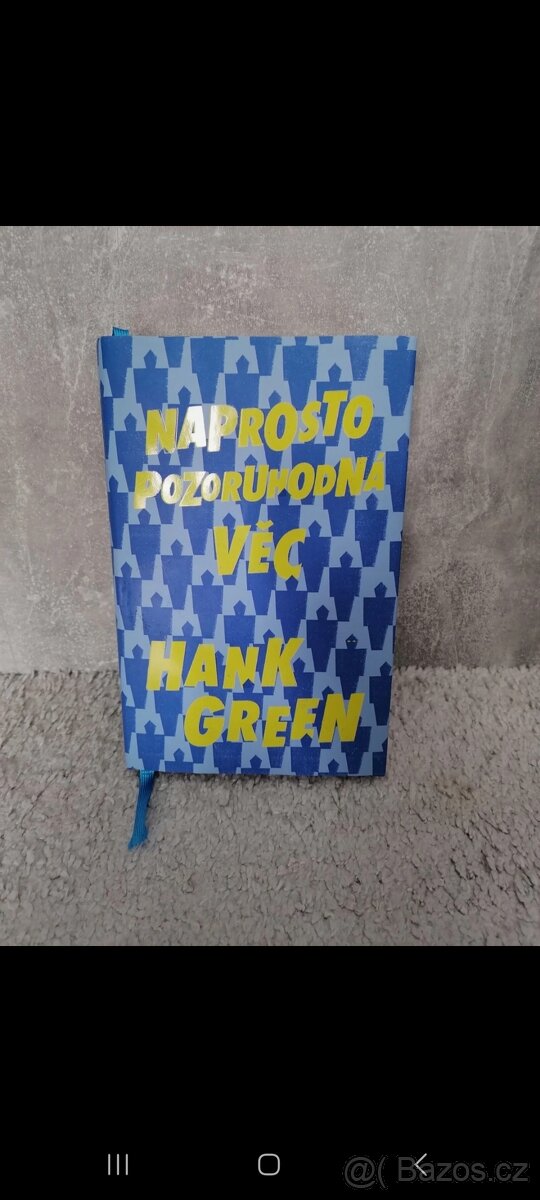 NAPROSTO
POZORUHODNÁ
VĚC
HANK
GREEN
@( Bazos.cz